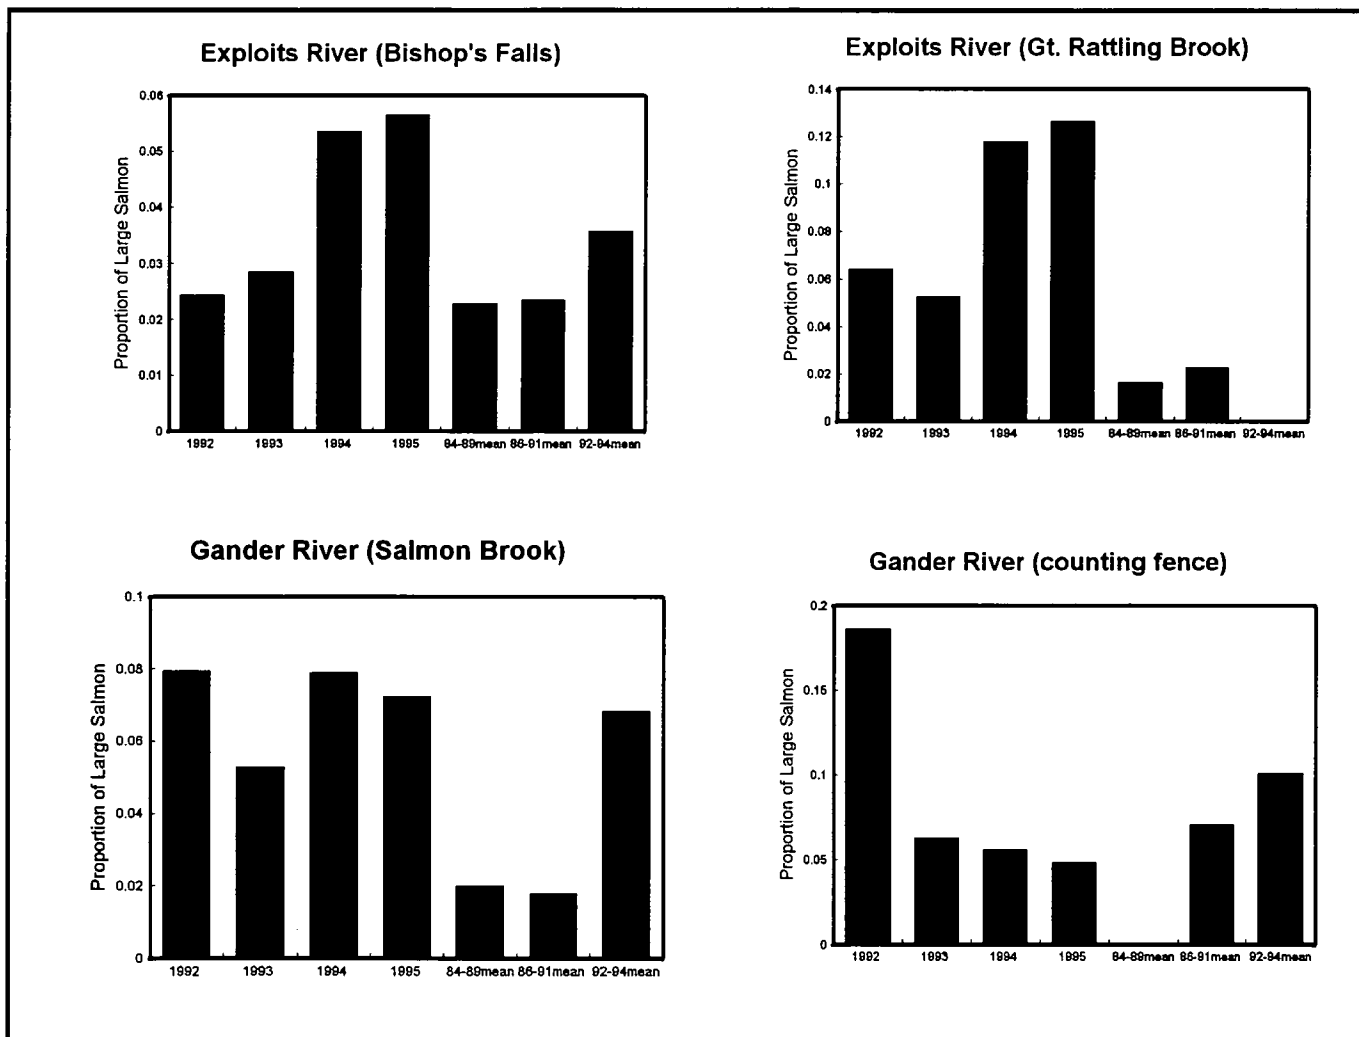 Exploits River (Bishop's Falls)
Proportion of Large Salmon
0.06
0.05
0.04
0.03
0.02
0.01
0
1992 1993 1994 1995 84-89mean 86-91mean 92-94mean
Exploits River (Gt. Rattling Brook)
Proportion of Large Salmon
0.14
0.12
0.1
0.08
0.06
0.04
0.02
0
1992 1993 1994 1995 84-89mean 86-91mean 92-94mean
Gander River (Salmon Brook)
Proportion of Large Salmon
0.1
0.08
0.06
0.04
0.02
0
1992 1993 1994 1995 84-89mean 86-91mean 92-94mean
Gander River (counting fence)
Proportion of Large Salmon
0.2
0.15
0.1
0.05
0
1992 1993 1994 1995 84-89mean 86-91mean 92-94mean